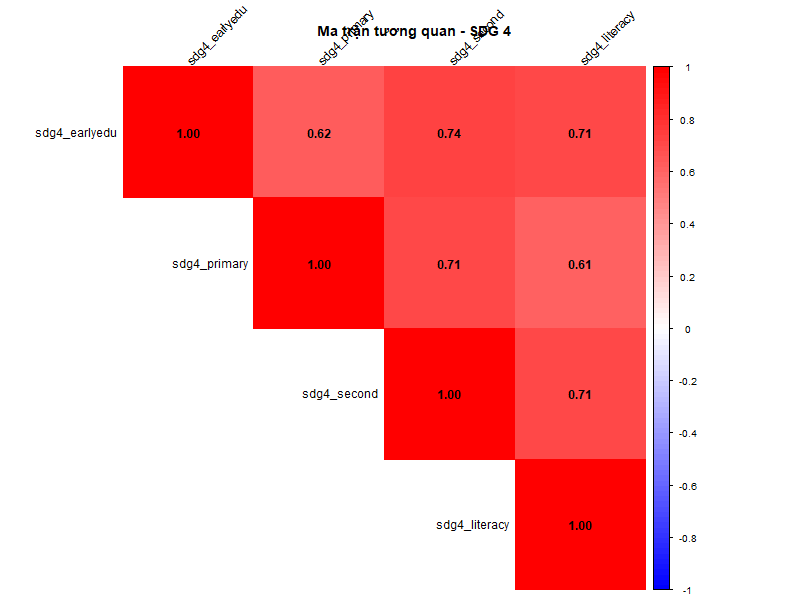 Ma trận tương quan - SDG 4
sdg4_earlyedu
sdg4_primary
sdg4_second
sdg4_literacy
sdg4_earlyedu 1.00 0.62 0.74 0.71
sdg4_primary 1.00 0.71 0.61
sdg4_second 1.00 0.71
sdg4_literacy 1.00
1
0.8
0.6
0.4
0.2
0
-0.2
-0.4
-0.6
-0.8
-1